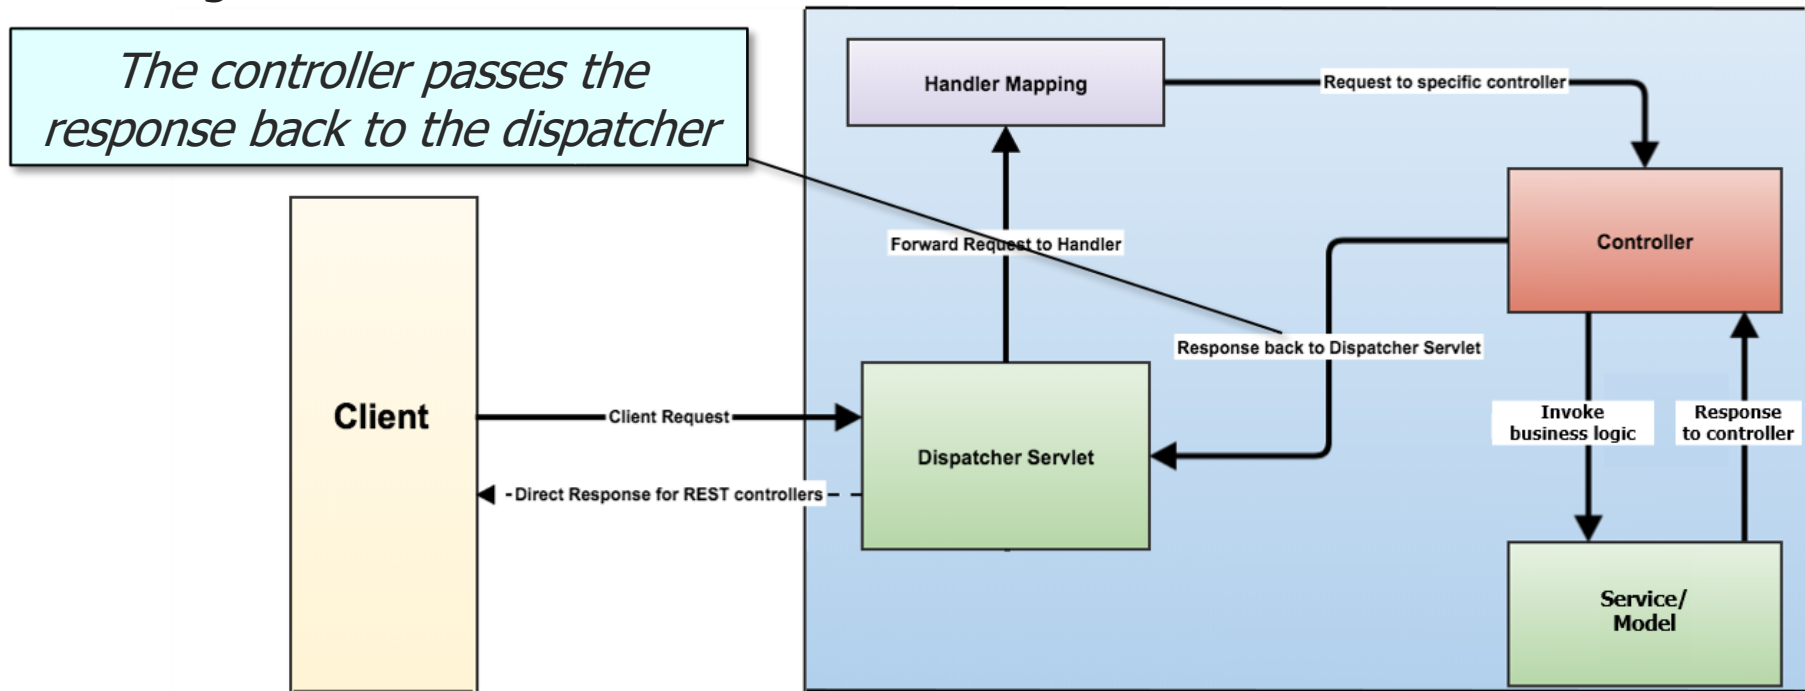 The controller passes the
response back to the dispatcher
Handler Mapping
Request to specific controller
Forward Request to Handler
Controller
Response back to Dispatcher Servlet
Client
Client Request
Dispatcher Servlet
Direct Response for REST controllers
Invoke
business logic
Response
to controller
Service/
Model